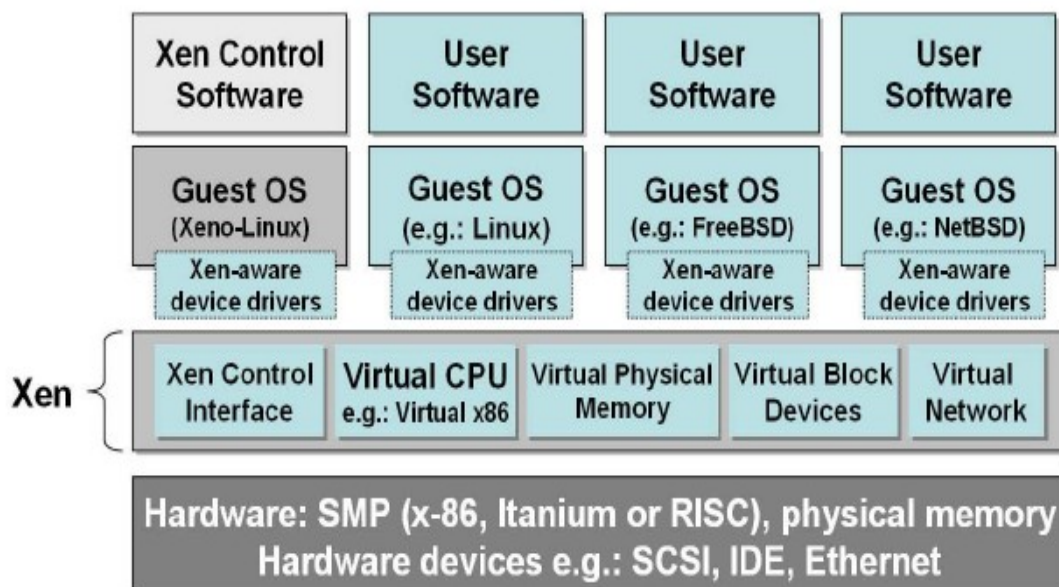 Xen Control
Software
User
Software
User
Software
User
Software
Guest OS
(Xeno-Linux)
Guest OS
(e.g.: Linux)
Guest OS
(e.g.: FreeBSD)
Guest OS
(e.g.: NetBSD)
Xen-aware
device drivers
Xen-aware
device drivers
Xen-aware
device drivers
Xen-aware
device drivers
Xen
Xen Control
Interface
Virtual CPU
e.g.: Virtual x86
Virtual Physical
Memory
Virtual Block
Devices
Virtual
Network
Hardware: SMP (x-86, Itanium or RISC), physical memory
Hardware devices e.g.: SCSI, IDE, Ethernet